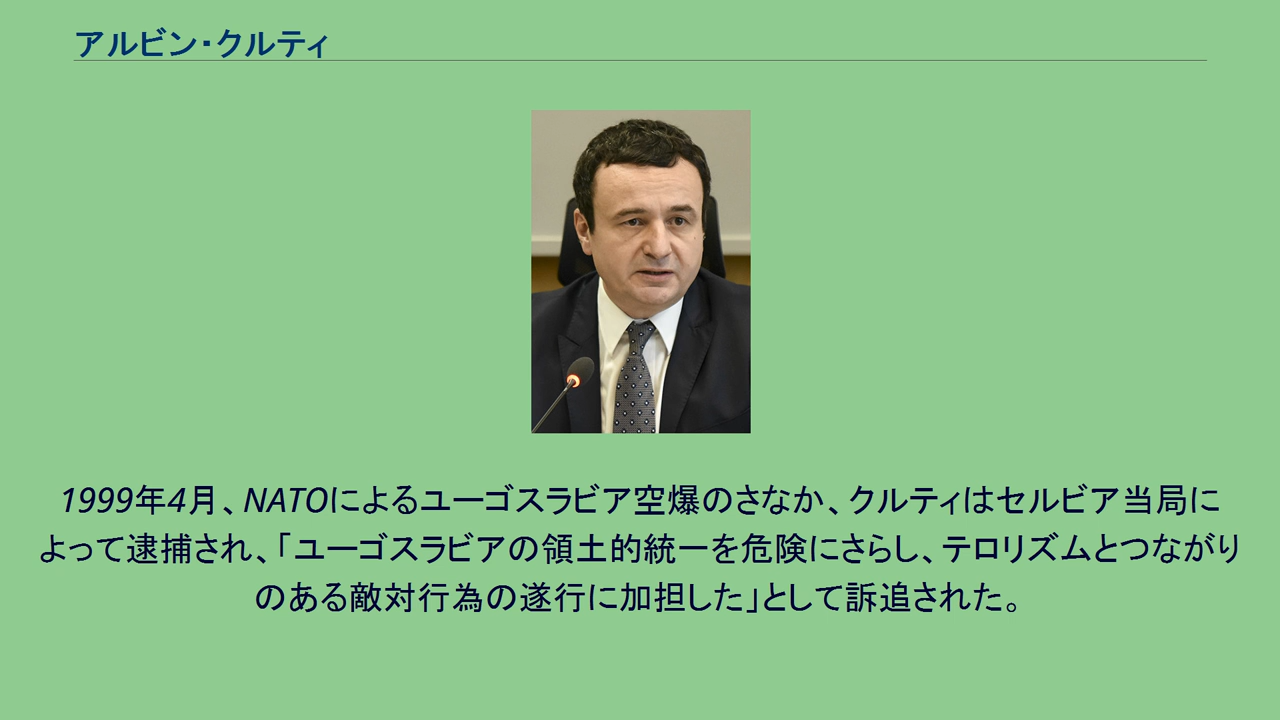 アルビン・クルティ
1999年4月、NATOによるユーゴスラビア空爆のさなか、クルティはセルビア当局に
よって逮捕され、「ユーゴスラビアの領土的統一を危険にさらし、テロリズムとつながり
のある敵対行為の遂行に加担した」として訴追された。